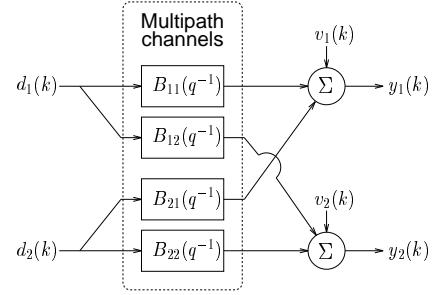 Multipath
channels
v₁(k)
d₁(k) B₁₁(q⁻¹) Σ y₁(k)
B₁₂(q⁻¹)
B₂₁(q⁻¹) v₂(k)
d₂(k) B₂₂(q⁻¹) Σ y₂(k)